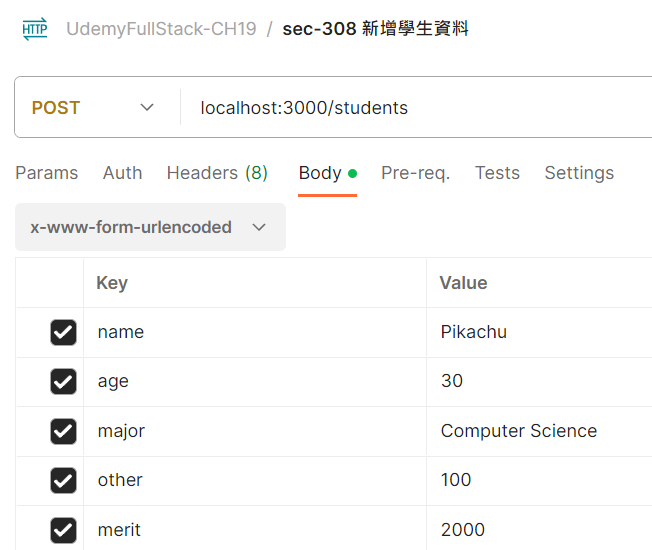 HTTP UdemyFullStack-CH19 / sec-308 新增學生資料
POST localhost:3000/students
Params Auth Headers (8) Body Pre-req. Tests Settings
x-www-form-urlencoded
Key Value
name Pikachu
age 30
major Computer Science
other 100
merit 2000